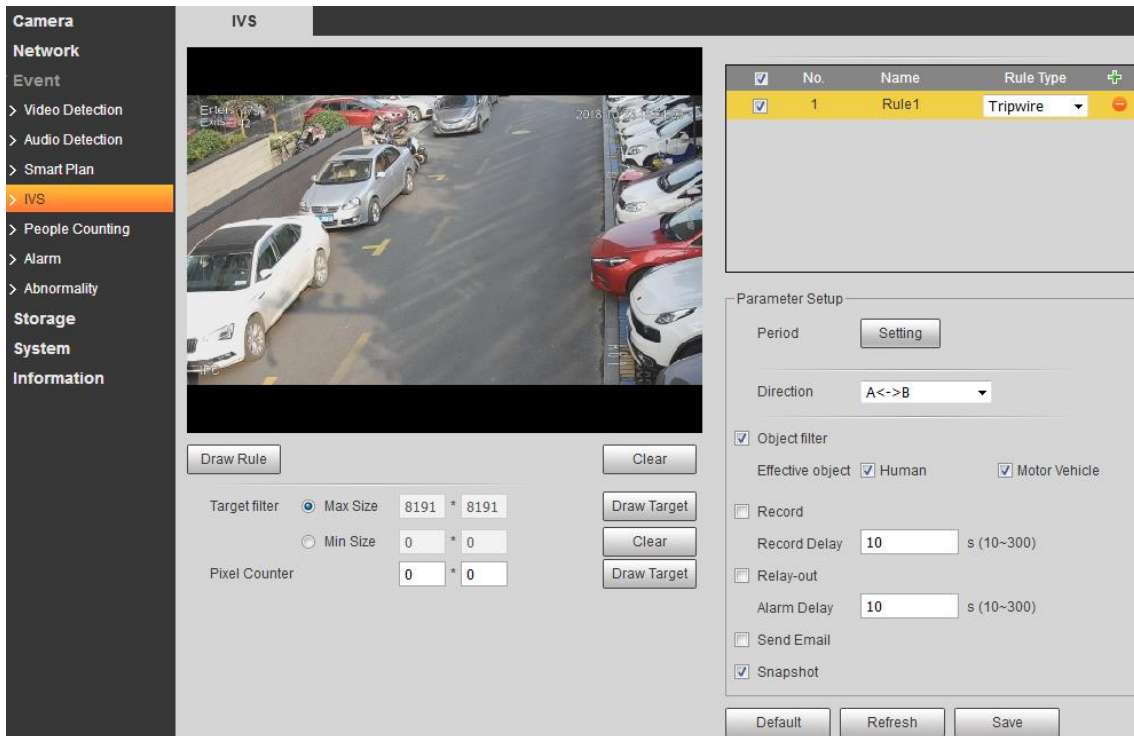 Camera
Network
Event
> Video Detection
> Audio Detection
> Smart Plan
> IVS
> People Counting
> Alarm
> Abnormality
Storage
System
Information
IVS
2018
IPC
Draw Rule
Clear
Target filter Max Size 8191 * 8191 Draw Target
Min Size 0 * 0 Clear
Pixel Counter 0 * 0 Draw Target
No. Name Rule Type
1 Rule1 Tripwire
Parameter Setup
Period Setting
Direction A<->B
Object filter
Effective object Human Motor Vehicle
Record
Record Delay 10 s (10~300)
Relay-out
Alarm Delay 10 s (10~300)
Send Email
Snapshot
Default Refresh Save